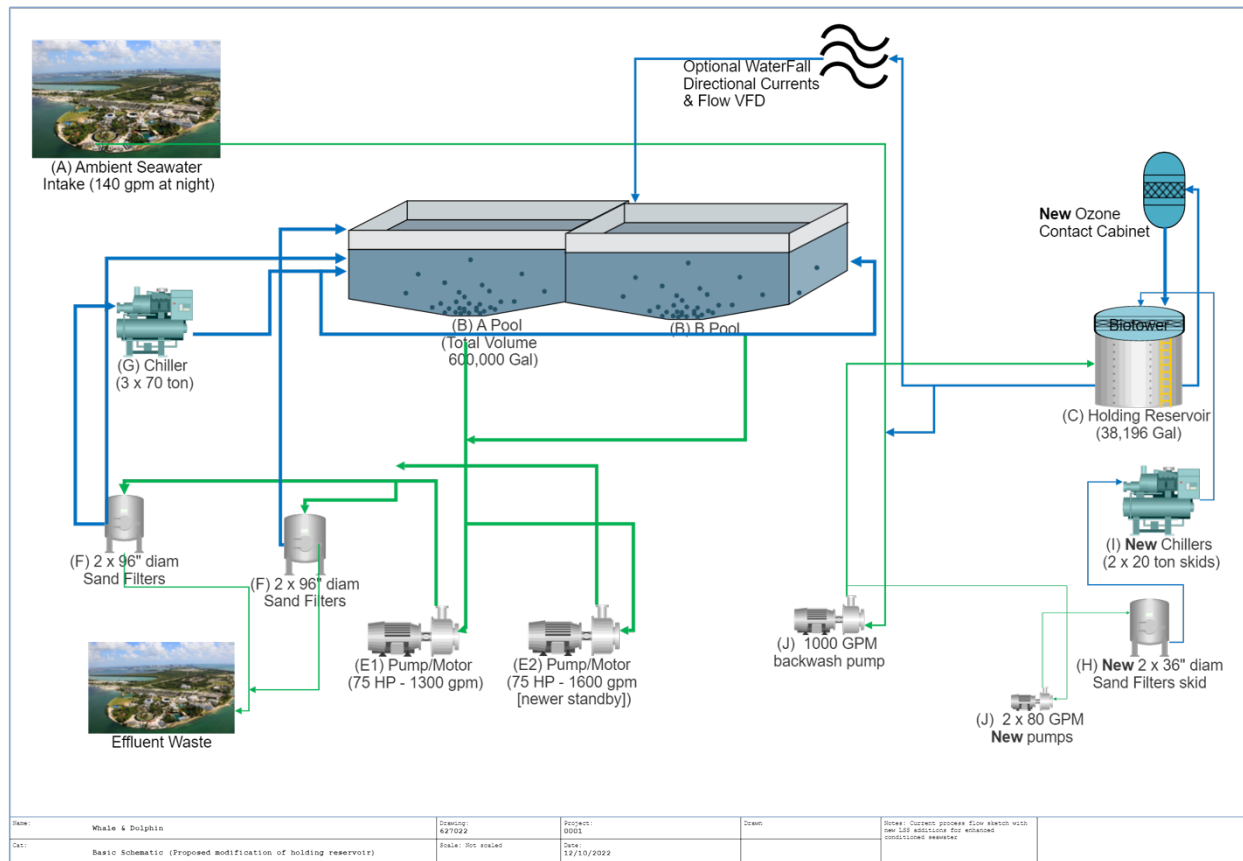 Optional WaterFall
Directional Currents
& Flow VFD
(A) Ambient Seawater
Intake (140 gpm at night)
New Ozone
Contact Cabinet
Biotower
(B) A Pool
(Total Volume
600,000 Gal)
(B) B Pool
(G) Chiller
(3 x 70 ton)
(C) Holding Reservoir
(38,196 Gal)
(I) New Chillers
(2 x 20 ton skids)
(F) 2 x 96" diam
Sand Filters
(F) 2 x 96" diam
Sand Filters
(E1) Pump/Motor
(75 HP - 1300 gpm)
(E2) Pump/Motor
(75 HP - 1600 gpm
[newer standby])
(J) 1000 GPM
backwash pump
(H) New 2 x 36" diam
Sand Filters skid
(J) 2 x 80 GPM
New pumps
Effluent Waste
Name: Whale & Dolphin
Drawing:
627022
Project:
0001
Drawn
Notes: Current process flow sketch with
new LSS additions for enhanced
conditioned seawater
Cat: Basic Schematic (Proposed modification of holding reservoir)
Scale: Not scaled
Date:
12/10/2022